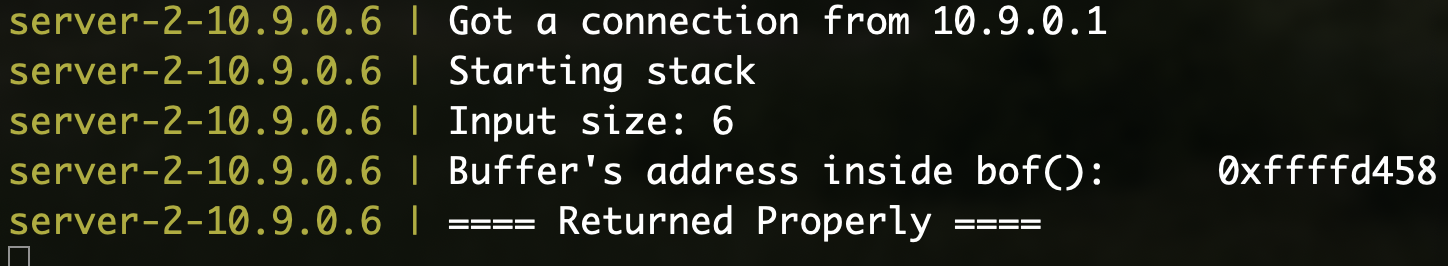 server-2-10.9.0.6 | Got a connection from 10.9.0.1
server-2-10.9.0.6 | Starting stack
server-2-10.9.0.6 | Input size: 6
server-2-10.9.0.6 | Buffer's address inside bof():     0xffffd458
server-2-10.9.0.6 | ==== Returned Properly ====